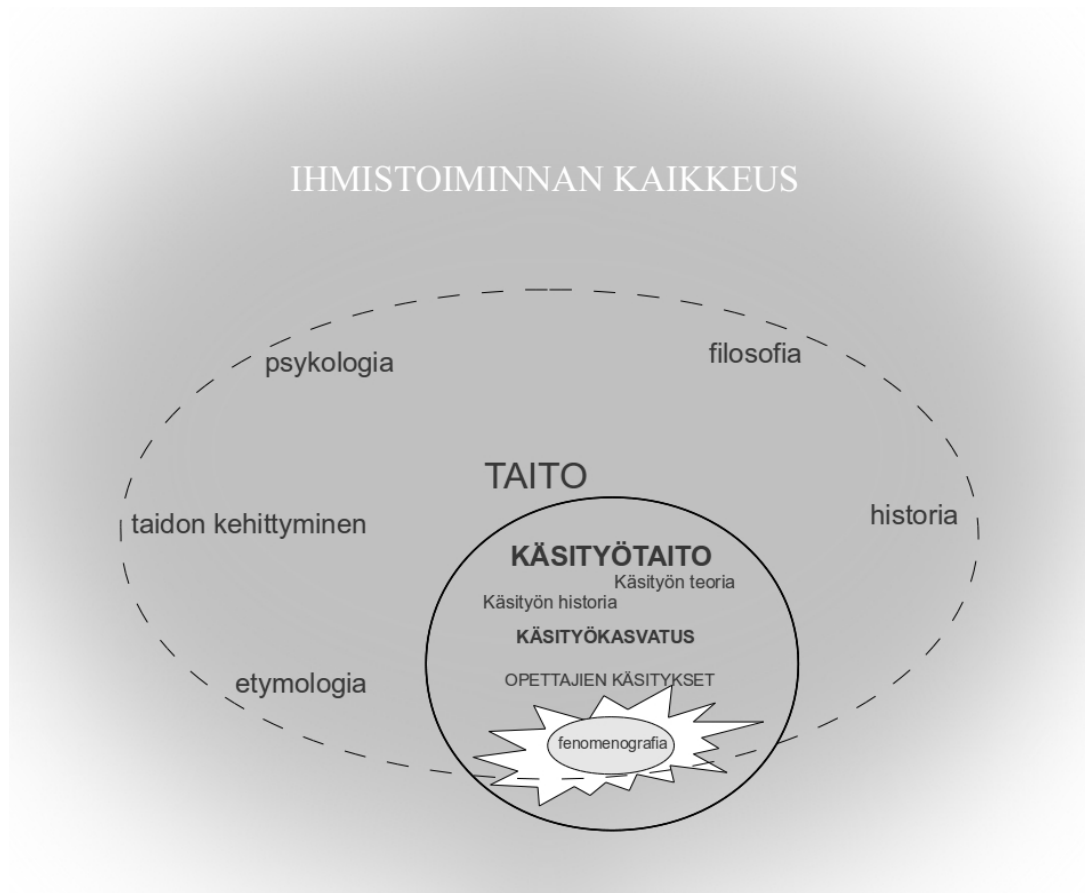 IHMISTOIMINNAN KAIKKEUS
psykologia
filosofia
TAITO
taidon kehittyminen
historia
KÄSITYÖTAITO
Käsityön teoria
Käsityön historia
KÄSITYÖKASVATUS
etymologia
OPETTAJIEN KÄSITYKSET
fenomenografia